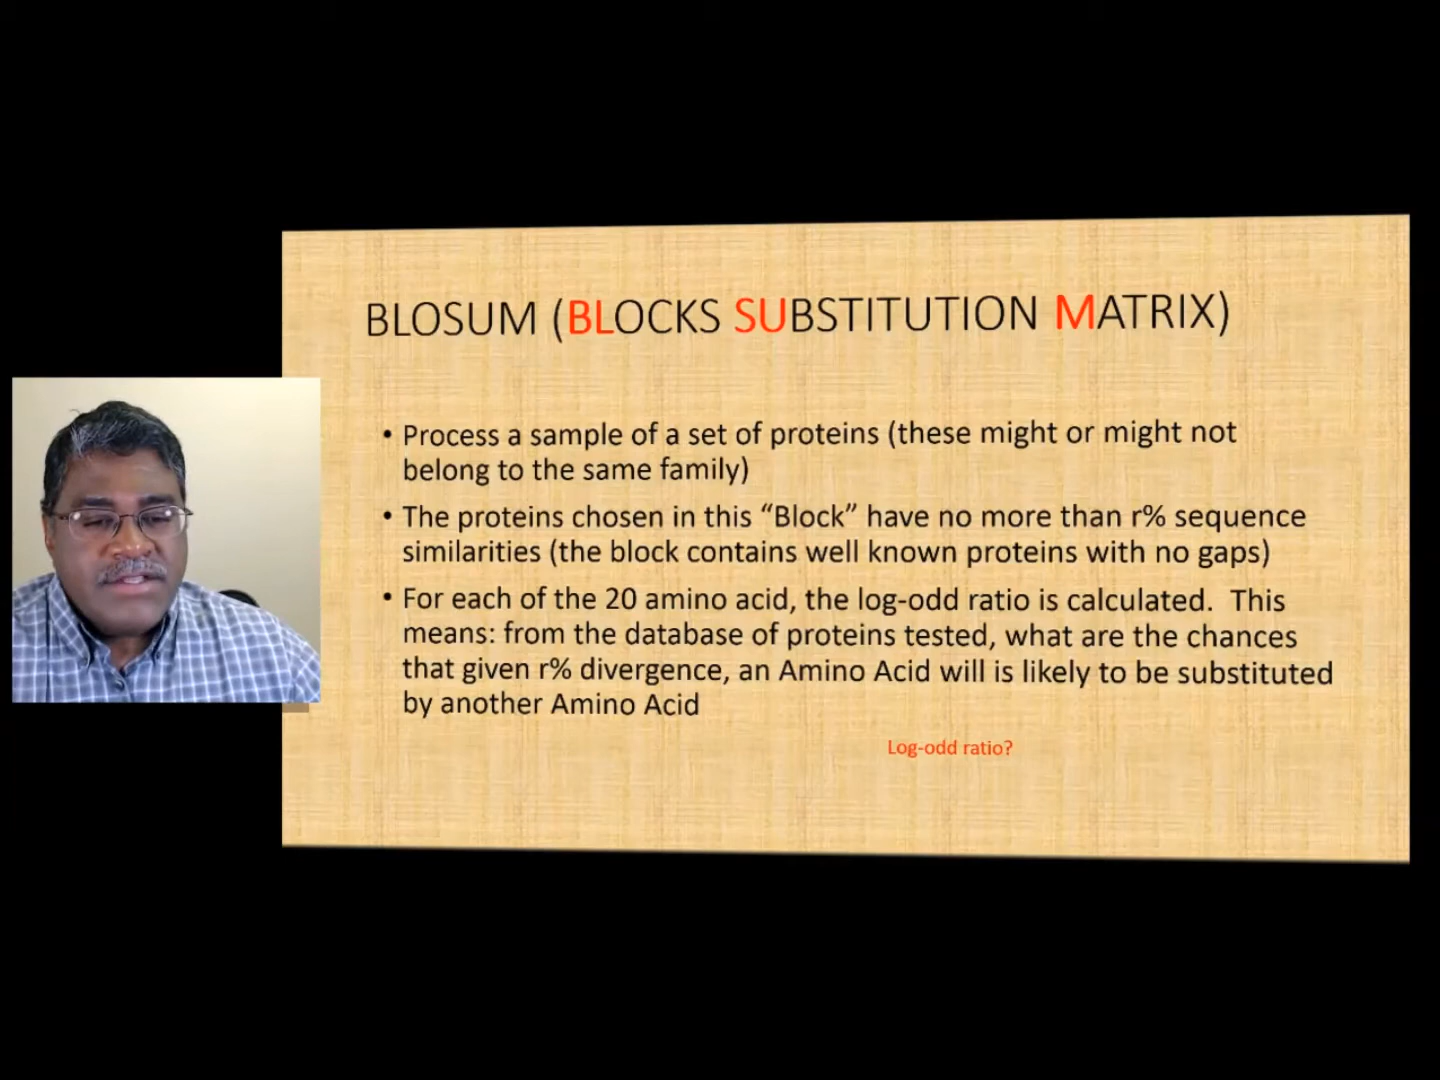 BLOSUM (BLOCKS SUBSTITUTION MATRIX)
• Process a sample of a set of proteins (these might or might not
belong to the same family)
• The proteins chosen in this “Block” have no more than r% sequence
similarities (the block contains well known proteins with no gaps)
• For each of the 20 amino acid, the log-odd ratio is calculated.  This
means: from the database of proteins tested, what are the chances
that given r% divergence, an Amino Acid will is likely to be substituted
by another Amino Acid
Log-odd ratio?